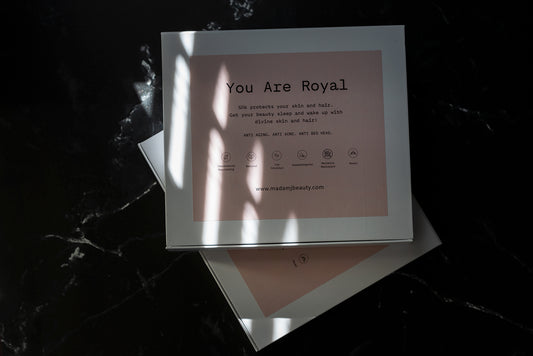 You Are Royal
Silk protects your skin and hair.
Get your beauty sleep and wake up with
divine skin and hair!
ANTI AGING. ANTI ACNE. ANTI BED HEAD.
www.madamjbeauty.com